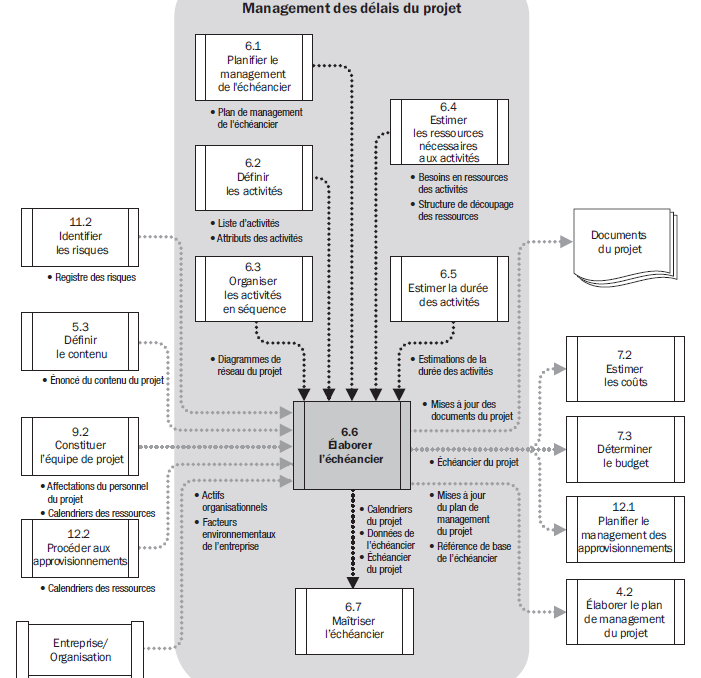 Management des délais du projet
6.1
Planifier le
management
de l'échéancier
• Plan de management
de l'échéancier
6.2
Définir
les activités
• Liste d'activités
• Attributs des activités
6.3
Organiser
les activités
en séquence
• Diagrammes de
réseau du projet
6.4
Estimer
les ressources
nécessaires
aux activités
• Besoins en ressources
des activités
• Structure de découpage
des ressources
6.5
Estimer la durée
des activités
• Estimations de la
durée des activités
11.2
Identifier
les risques
• Registre des risques
5.3
Définir
le contenu
• Énoncé du contenu du projet
9.2
Constituer
l'équipe de projet
• Affectations du personnel
du projet
• Calendriers des ressources
12.2
Procéder aux
approvisionnements
• Calendriers des ressources
Entreprise/
Organisation
• Actifs
organisationnels
• Facteurs
environnementaux
de l'entreprise
6.6
Élaborer
l'échéancier
• Mises à jour des
documents du projet
• Échéancier du projet
• Mises à jour
du plan de
management
du projet
• Référence de base
de l'échéancier
• Calendriers
du projet
• Données de
l'échéancier
• Échéancier
du projet
6.7
Maîtriser
l'échéancier
Documents
du projet
7.2
Estimer
les coûts
7.3
Déterminer
le budget
12.1
Planifier le
management des
approvisionnements
4.2
Élaborer le plan
de management
du projet